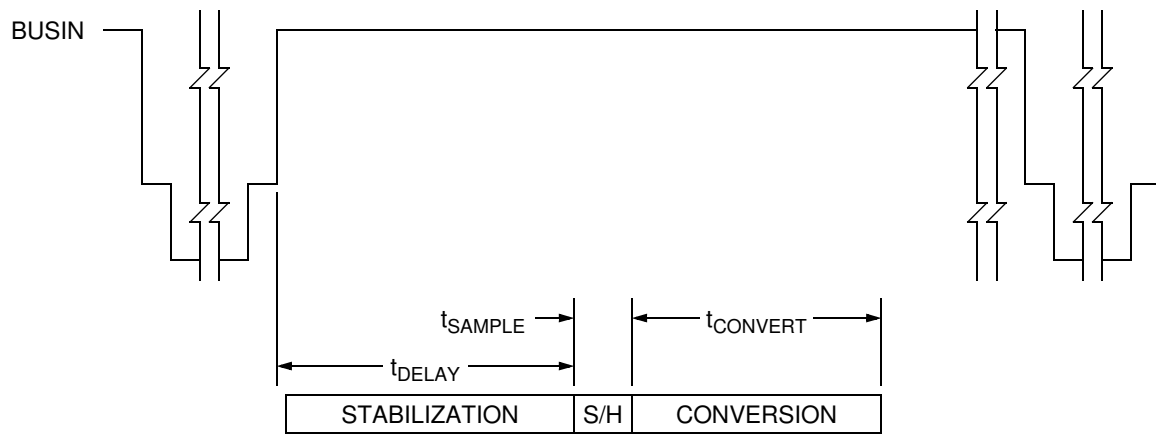 BUSIN
tSAMPLE
tCONVERT
tDELAY
STABILIZATION
S/H
CONVERSION